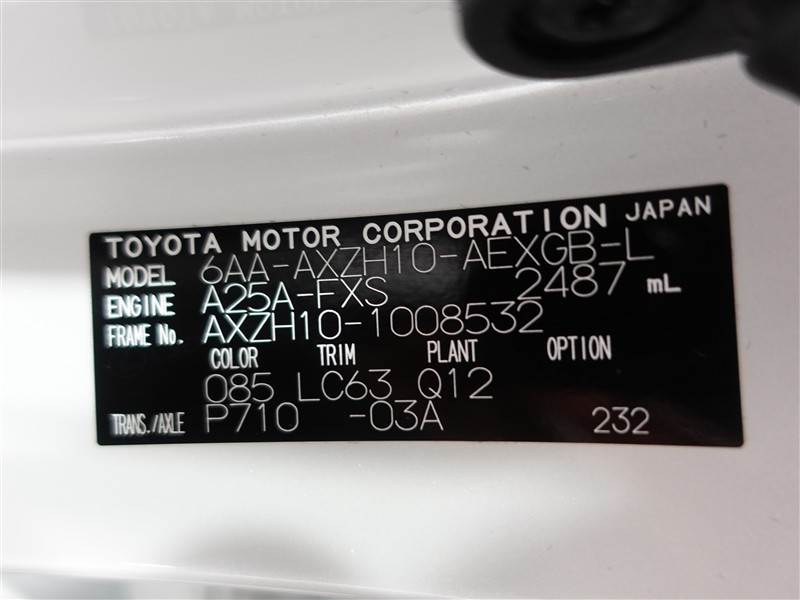 TOYOTA MOTOR CORPORATION JAPAN
MODEL 6AA-AXZH10-AEXGB-L
ENGINE A25A-FXS 2487 mL
FRAME No. AXZH10-1008532
COLOR TRIM PLANT OPTION
085 LC63 Q12
TRANS./AXLE P710 -03A 232